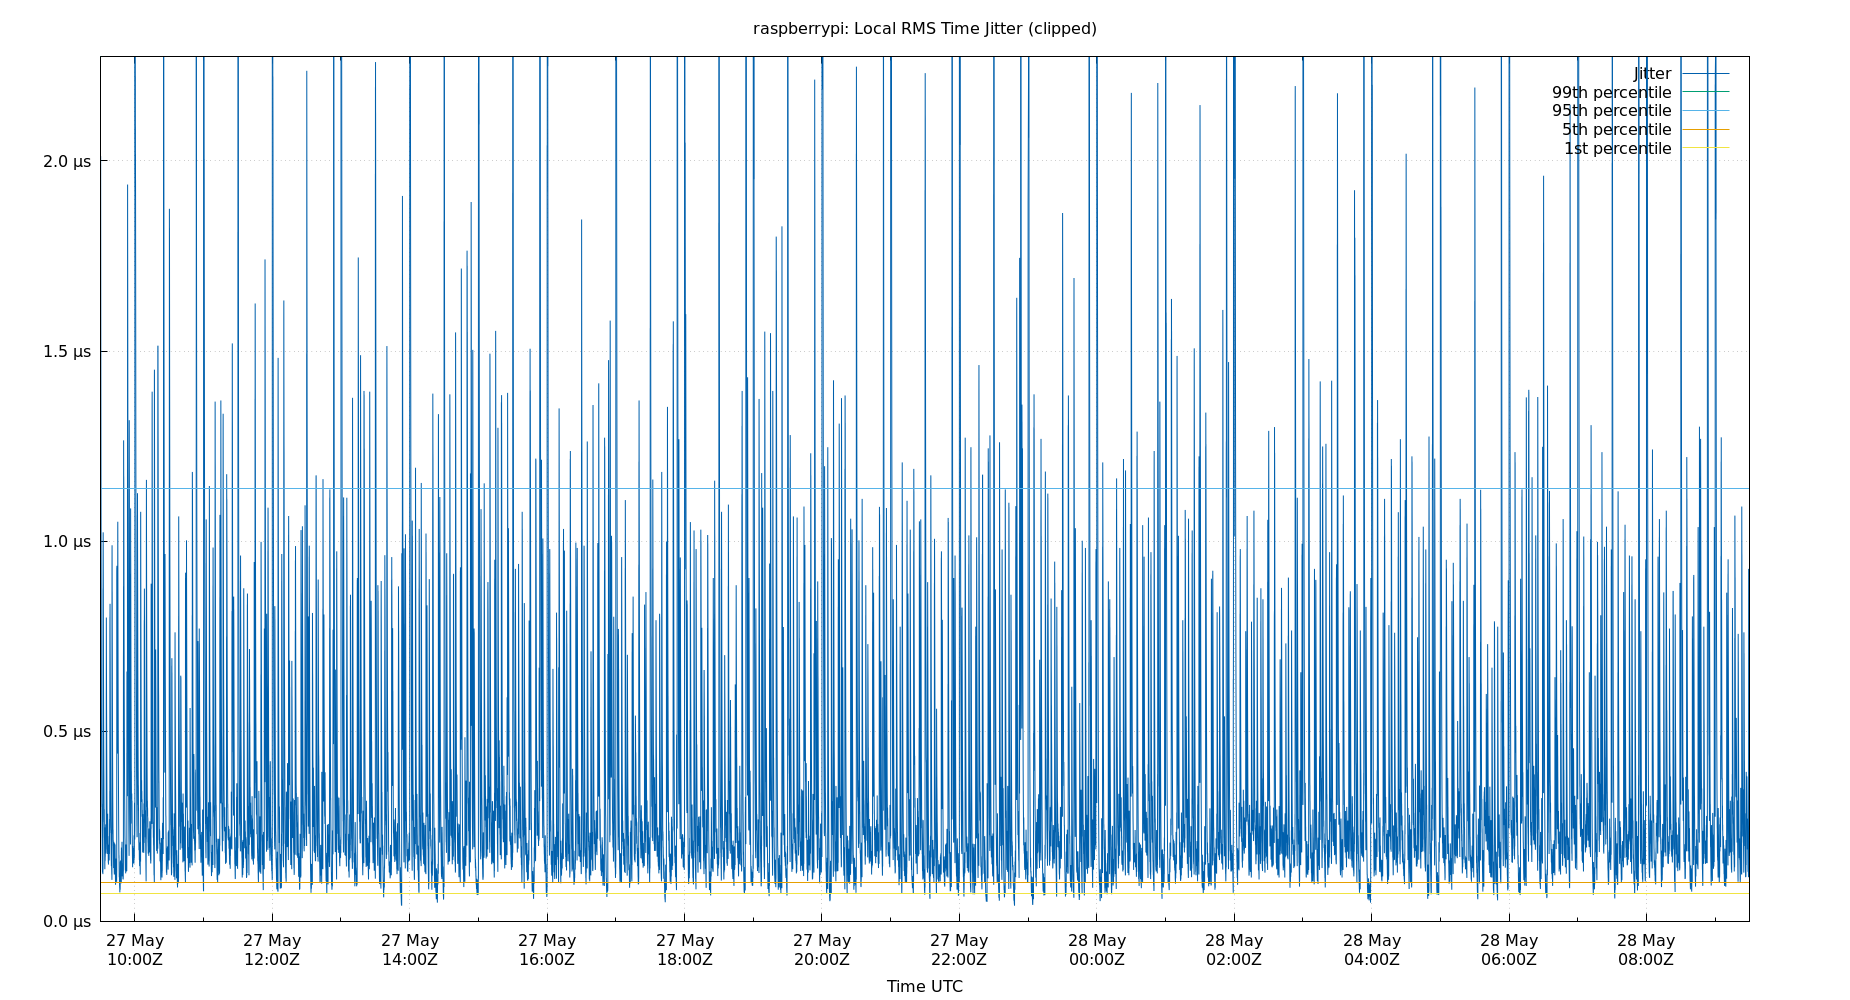 raspberrypi: Local RMS Time Jitter (clipped)
Jitter
99th percentile
95th percentile
5th percentile
1st percentile
2.0 µs
1.5 µs
1.0 µs
0.5 µs
0.0 µs
27 May 27 May 27 May 27 May 27 May 27 May 27 May 28 May 28 May 28 May 28 May 28 May
10:00Z 12:00Z 14:00Z 16:00Z 18:00Z 20:00Z 22:00Z 00:00Z 02:00Z 04:00Z 06:00Z 08:00Z
Time UTC